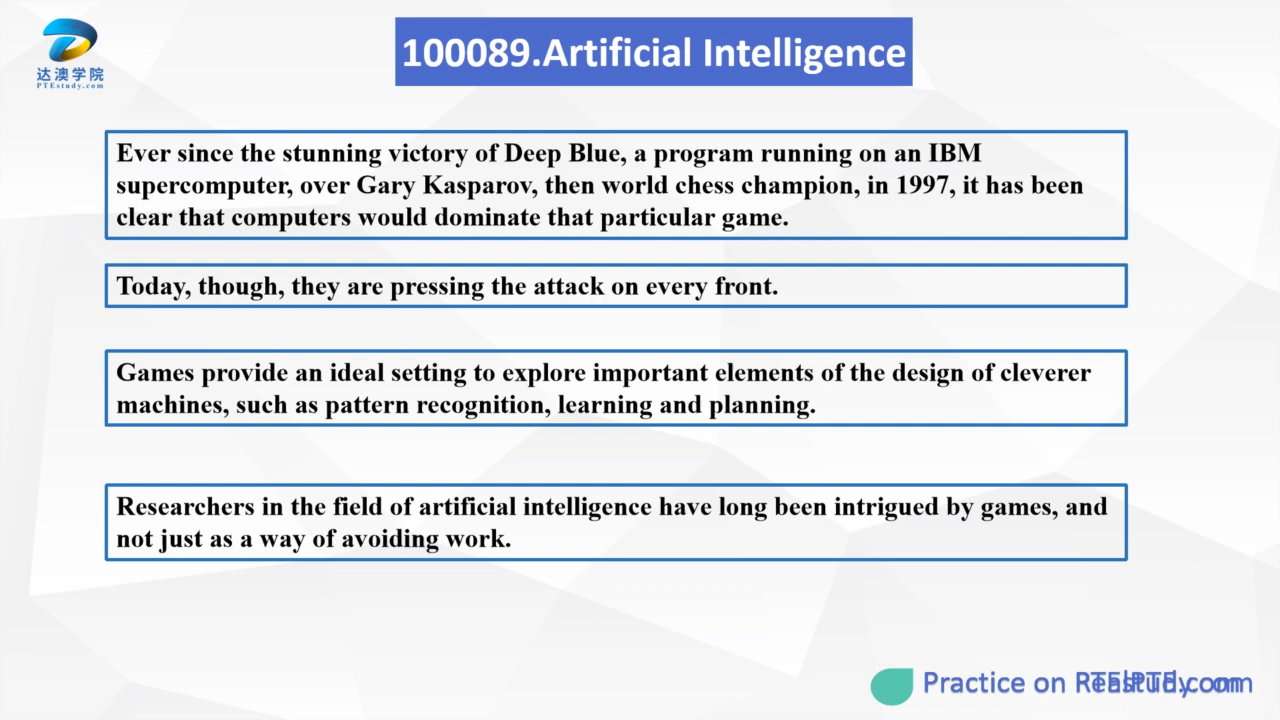 达澳学院
PTEstudy.com
100089.Artificial Intelligence
Ever since the stunning victory of Deep Blue, a program running on an IBM
supercomputer, over Gary Kasparov, then world chess champion, in 1997, it has been
clear that computers would dominate that particular game.
Today, though, they are pressing the attack on every front.
Games provide an ideal setting to explore important elements of the design of cleverer
machines, such as pattern recognition, learning and planning.
Researchers in the field of artificial intelligence have long been intrigued by games, and
not just as a way of avoiding work.
Practice on